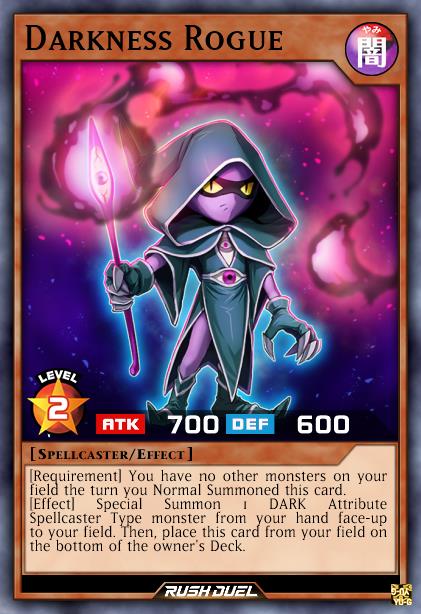 Darkness Rogue
やみ
闇
LEVEL
2
ATK 700 DEF 600
[Spellcaster/Effect]
[Requirement] You have no other monsters on your
field the turn you Normal Summoned this card.
[Effect] Special Summon 1 DARK Attribute
Spellcaster Type monster from your hand face-up
to your field. Then, place this card from your field on
the bottom of the owner's Deck.
RUSH DUEL